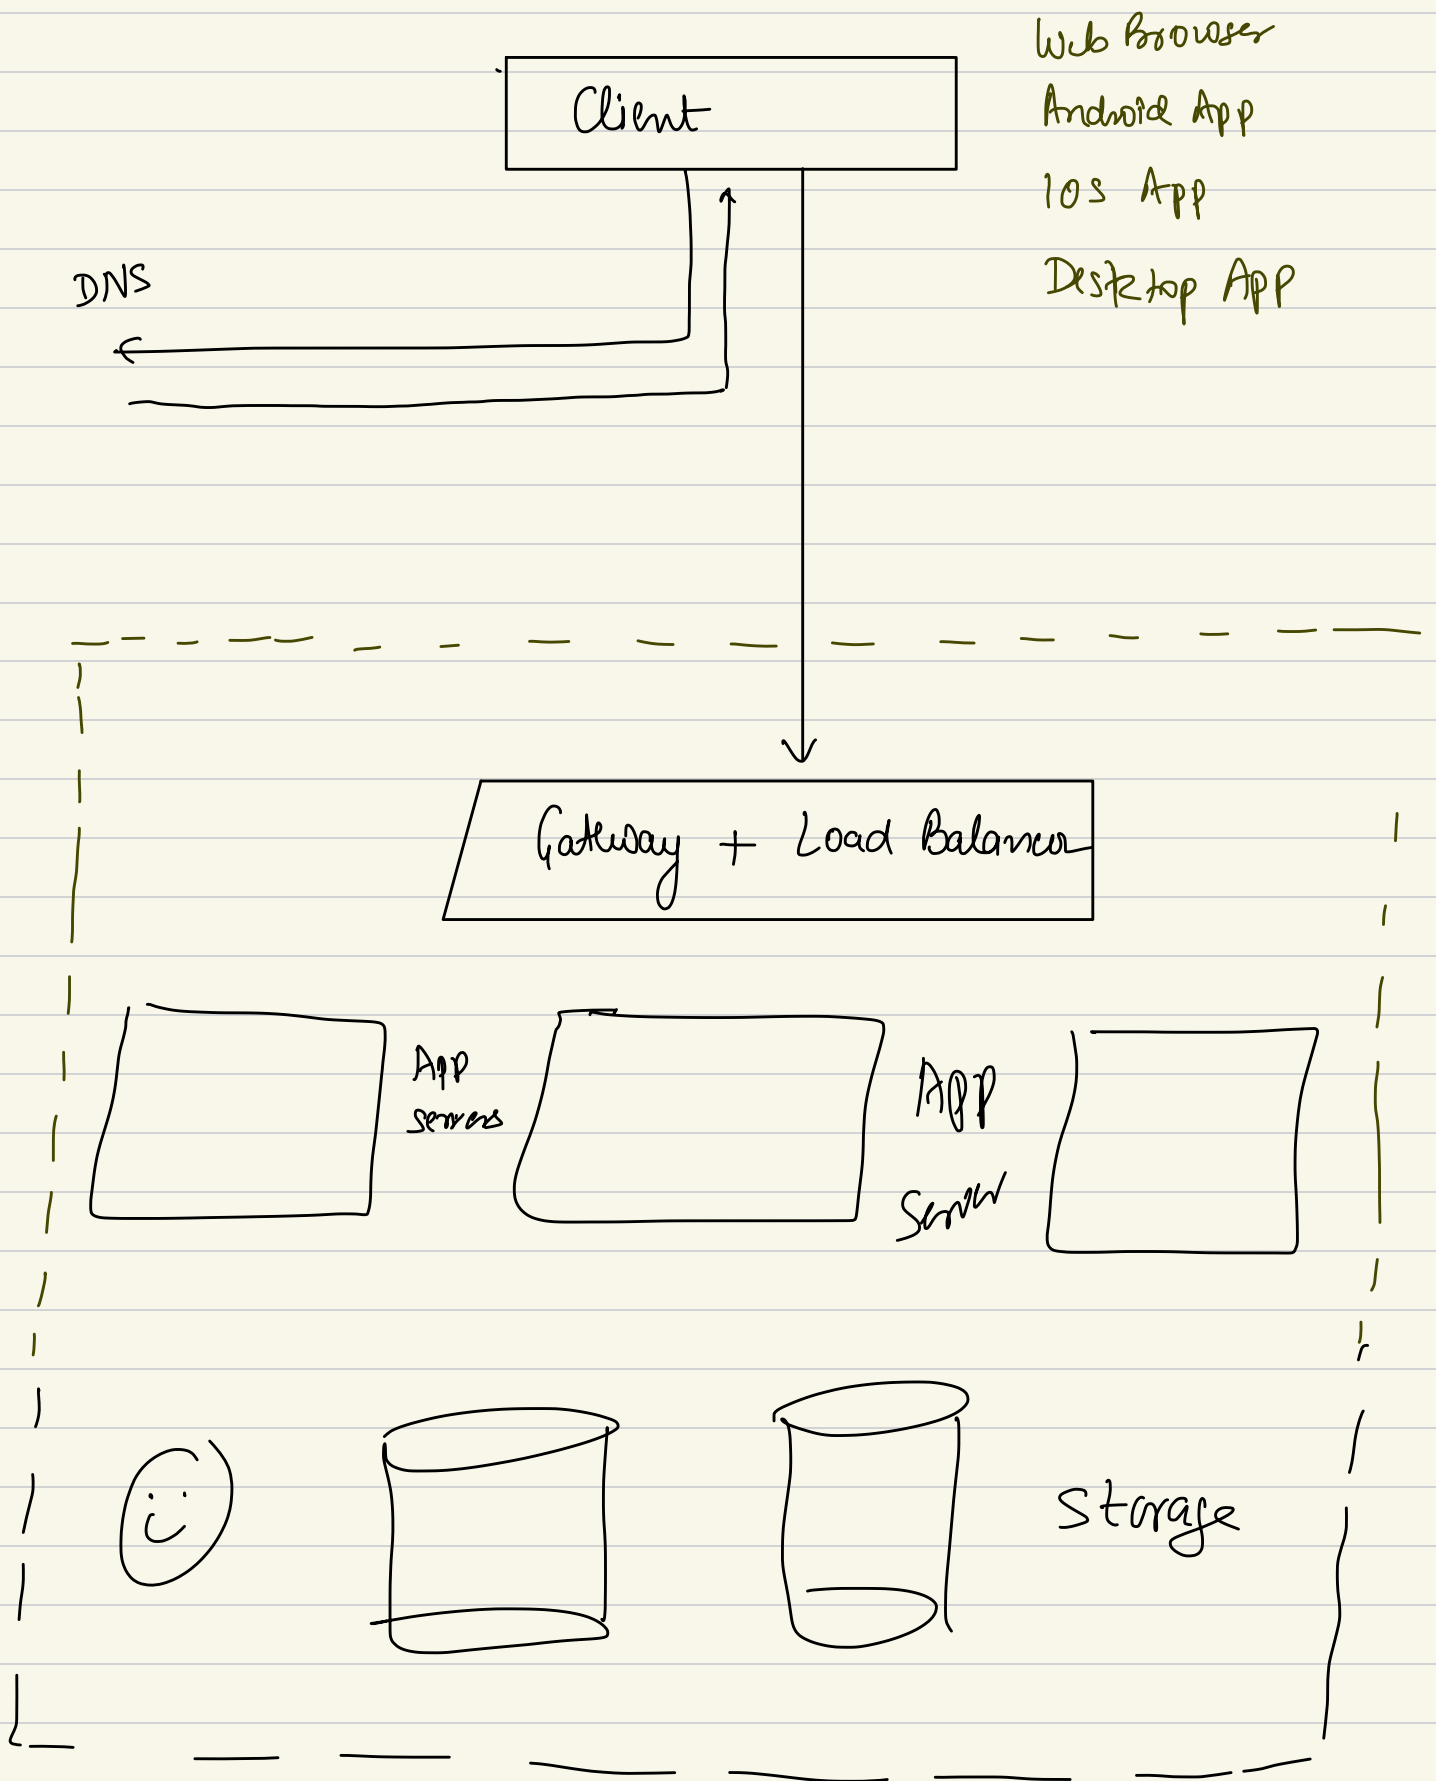 Web Browser
Client
Android App
IOS App
DNS
Desktop App
Gateway + Load Balancer
App
servers
App
Server
Storage